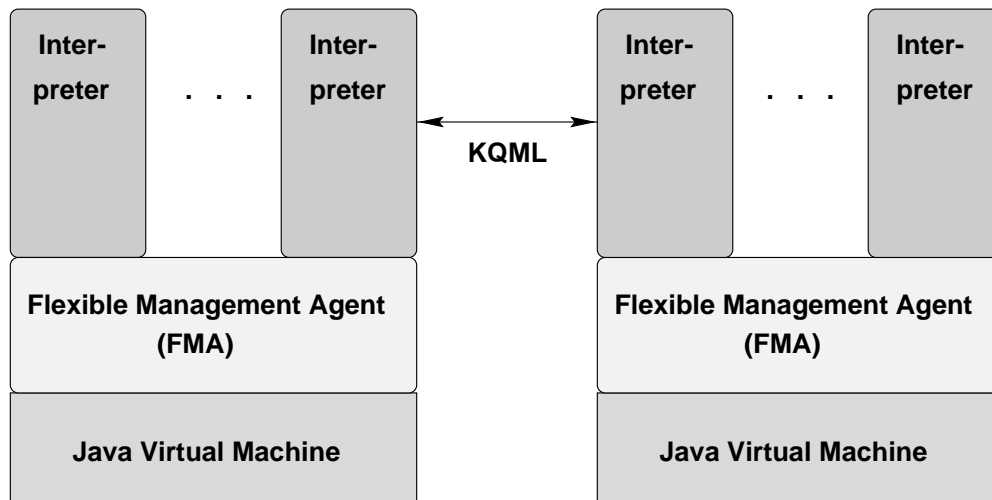 Inter-
preter
. . .
Inter-
preter
KQML
Inter-
preter
. . .
Inter-
preter
Flexible Management Agent
(FMA)
Flexible Management Agent
(FMA)
Java Virtual Machine
Java Virtual Machine